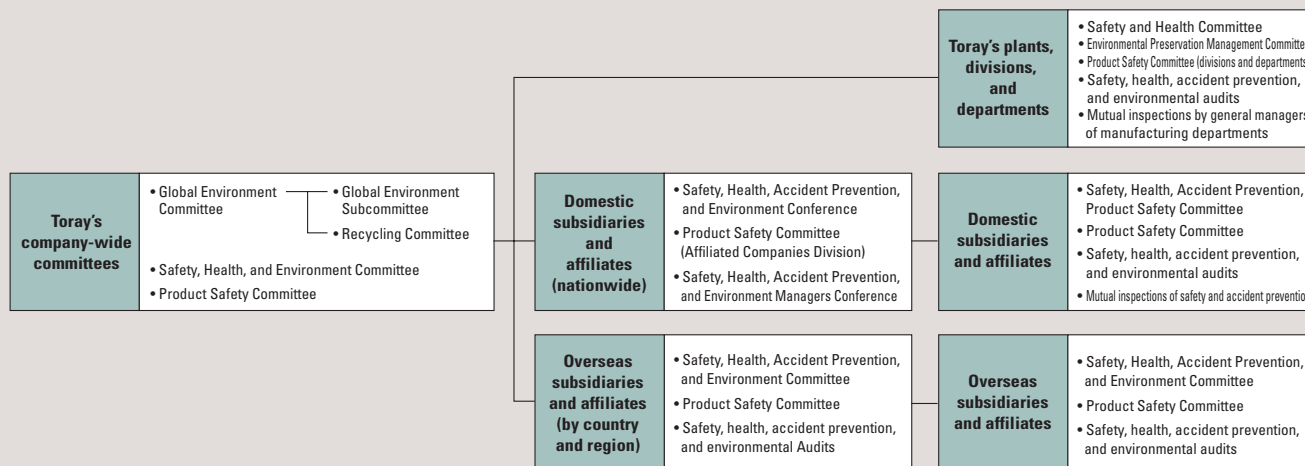 Toray's
company-wide
committees
• Global Environment
Committee
• Global Environment
Subcommittee
• Recycling Committee
• Safety, Health, and Environment Committee
• Product Safety Committee
Toray's plants,
divisions,
and
departments
• Safety and Health Committee
• Environmental Preservation Management Committe
• Product Safety Committee (divisions and departments
• Safety, health, accident prevention,
and environmental audits
• Mutual inspections by general managers
of manufacturing departments
Domestic
subsidiaries
and
affiliates
(nationwide)
• Safety, Health, Accident Prevention,
and Environment Conference
• Product Safety Committee
(Affiliated Companies Division)
• Safety, Health, Accident Prevention,
and Environment Managers Conference
Domestic
subsidiaries
and affiliates
• Safety, Health, Accident Prevention,
Product Safety Committee
• Product Safety Committee
• Safety, health, accident prevention,
and environmental audits
• Mutual inspections of safety and accident preventio
Overseas
subsidiaries
and affiliates
(by country
and region)
• Safety, Health, Accident Prevention,
and Environment Committee
• Product Safety Committee
• Safety, health, accident prevention,
and environmental Audits
Overseas
subsidiaries
and affiliates
• Safety, Health, Accident Prevention,
and Environment Committee
• Product Safety Committee
• Safety, health, accident prevention,
and environmental audits